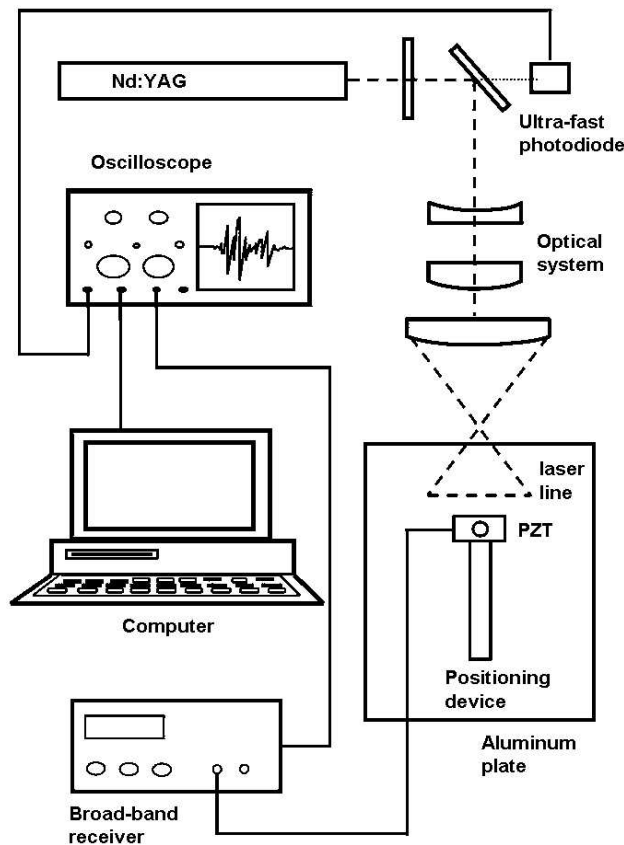 Nd:YAG
Ultra-fast
photodiode
Oscilloscope
Optical
system
laser
line
PZT
Computer
Positioning
device
Aluminum
plate
Broad-band
receiver